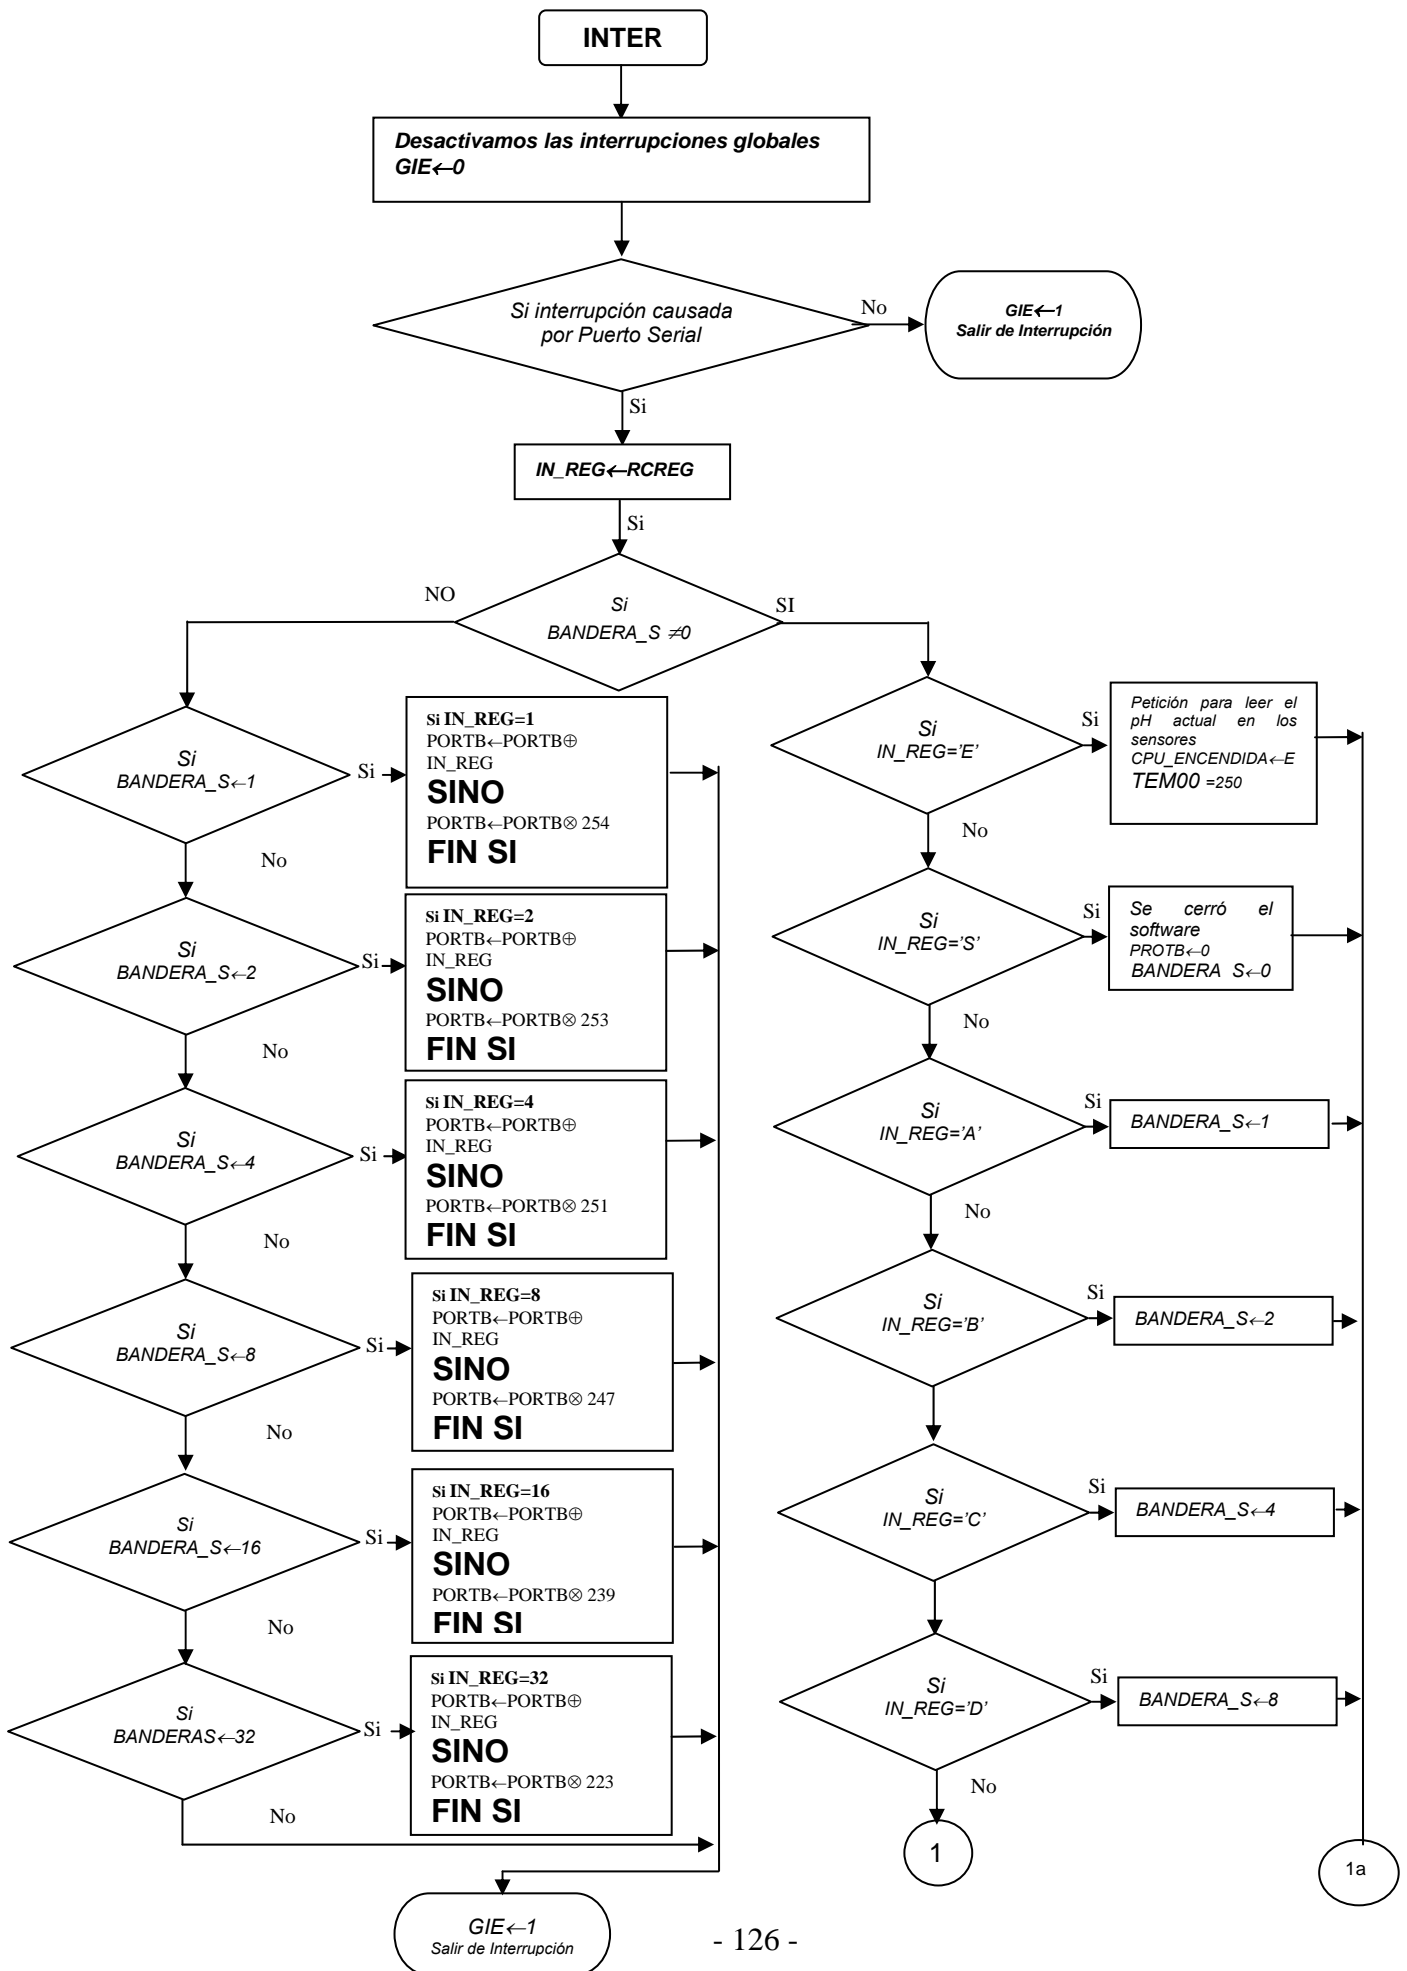 INTER
Desactivamos las interrupciones globales
GIE←0
Si interrupción causada
por Puerto Serial
No
GIE←1
Salir de Interrupción
Si
IN_REG←RCREG
Si
Si
BANDERA_S ≠0
NO
SI
Si
BANDERA_S←1
Si
No
Si IN_REG=1
PORTB←PORTB⊕
IN_REG
SINO
PORTB←PORTB⊗ 254
FIN SI
Si
BANDERA_S←2
Si
No
Si IN_REG=2
PORTB←PORTB⊕
IN_REG
SINO
PORTB←PORTB⊗ 253
FIN SI
Si
BANDERA_S←4
Si
No
Si IN_REG=4
PORTB←PORTB⊕
IN_REG
SINO
PORTB←PORTB⊗ 251
FIN SI
Si
BANDERA_S←8
Si
No
Si IN_REG=8
PORTB←PORTB⊕
IN_REG
SINO
PORTB←PORTB⊗ 247
FIN SI
Si
BANDERA_S←16
Si
No
Si IN_REG=16
PORTB←PORTB⊕
IN_REG
SINO
PORTB←PORTB⊗ 239
FIN SI
Si
BANDERAS←32
Si
No
Si IN_REG=32
PORTB←PORTB⊕
IN_REG
SINO
PORTB←PORTB⊗ 223
FIN SI
GIE←1
Salir de Interrupción
Si
IN_REG='E'
Si
No
Petición para leer el
pH actual en los
sensores
CPU_ENCENDIDA←E
TEM00 =250
Si
IN_REG='S'
Si
No
Se cerró el
software
PROTB←0
BANDERA S←0
Si
IN_REG='A'
Si
No
BANDERA_S←1
Si
IN_REG='B'
Si
BANDERA_S←2
Si
IN_REG='C'
Si
BANDERA_S←4
Si
IN_REG='D'
Si
No
BANDERA_S←8
1
1a
- 126 -